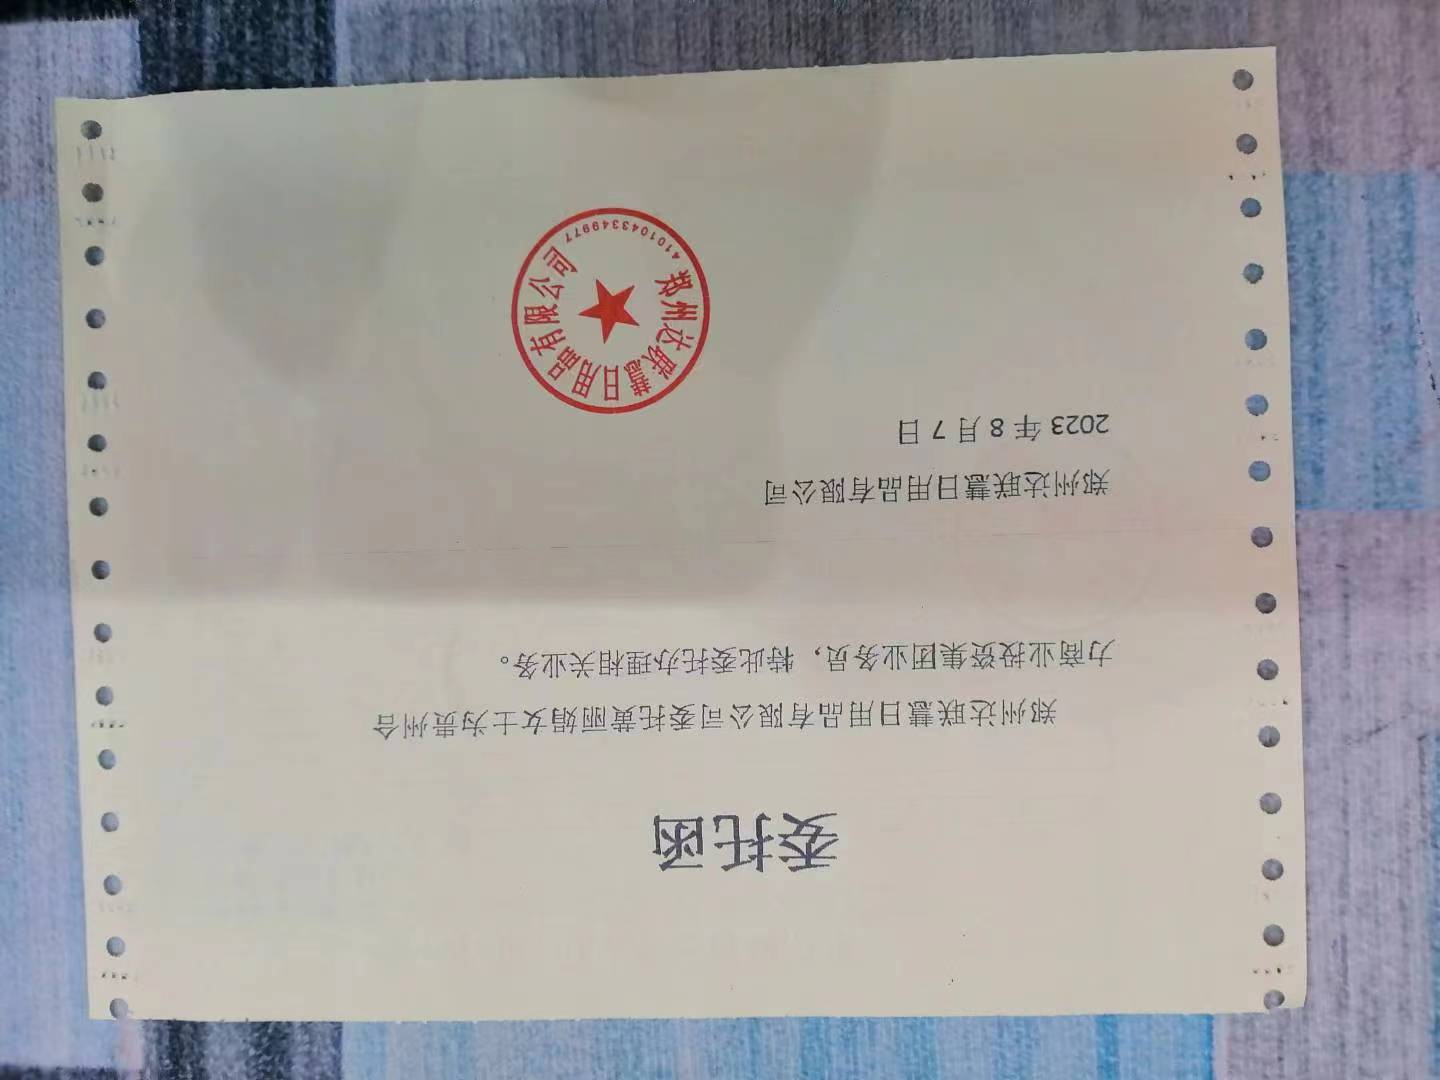 委托函
郑州达联慧日用品有限公司委托黄丽娟女士为贵州合
力商业投资集团业务员，特此委托办理相关业务。
郑州达联慧日用品有限公司
2023 年 8 月 7 日
郑州达联慧日用品有限公司
4101043349977